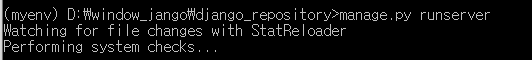 (myenv) D:₩window_jango₩django_repository>manage.py runserver
Watching for file changes with StatReloader
Performing system checks...